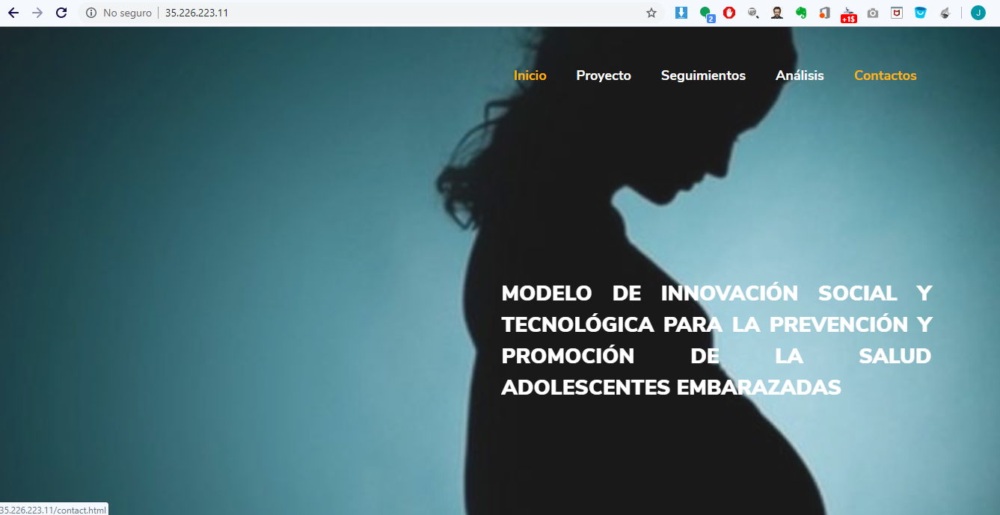 No seguro
35.226.223.11
2
+1$
J
Inicio Proyecto Seguimientos Análisis Contactos
MODELO DE INNOVACIÓN SOCIAL Y
TECNOLÓGICA PARA LA PREVENCIÓN Y
PROMOCIÓN DE LA SALUD
ADOLESCENTES EMBARAZADAS
35.226.223.11/contact.html